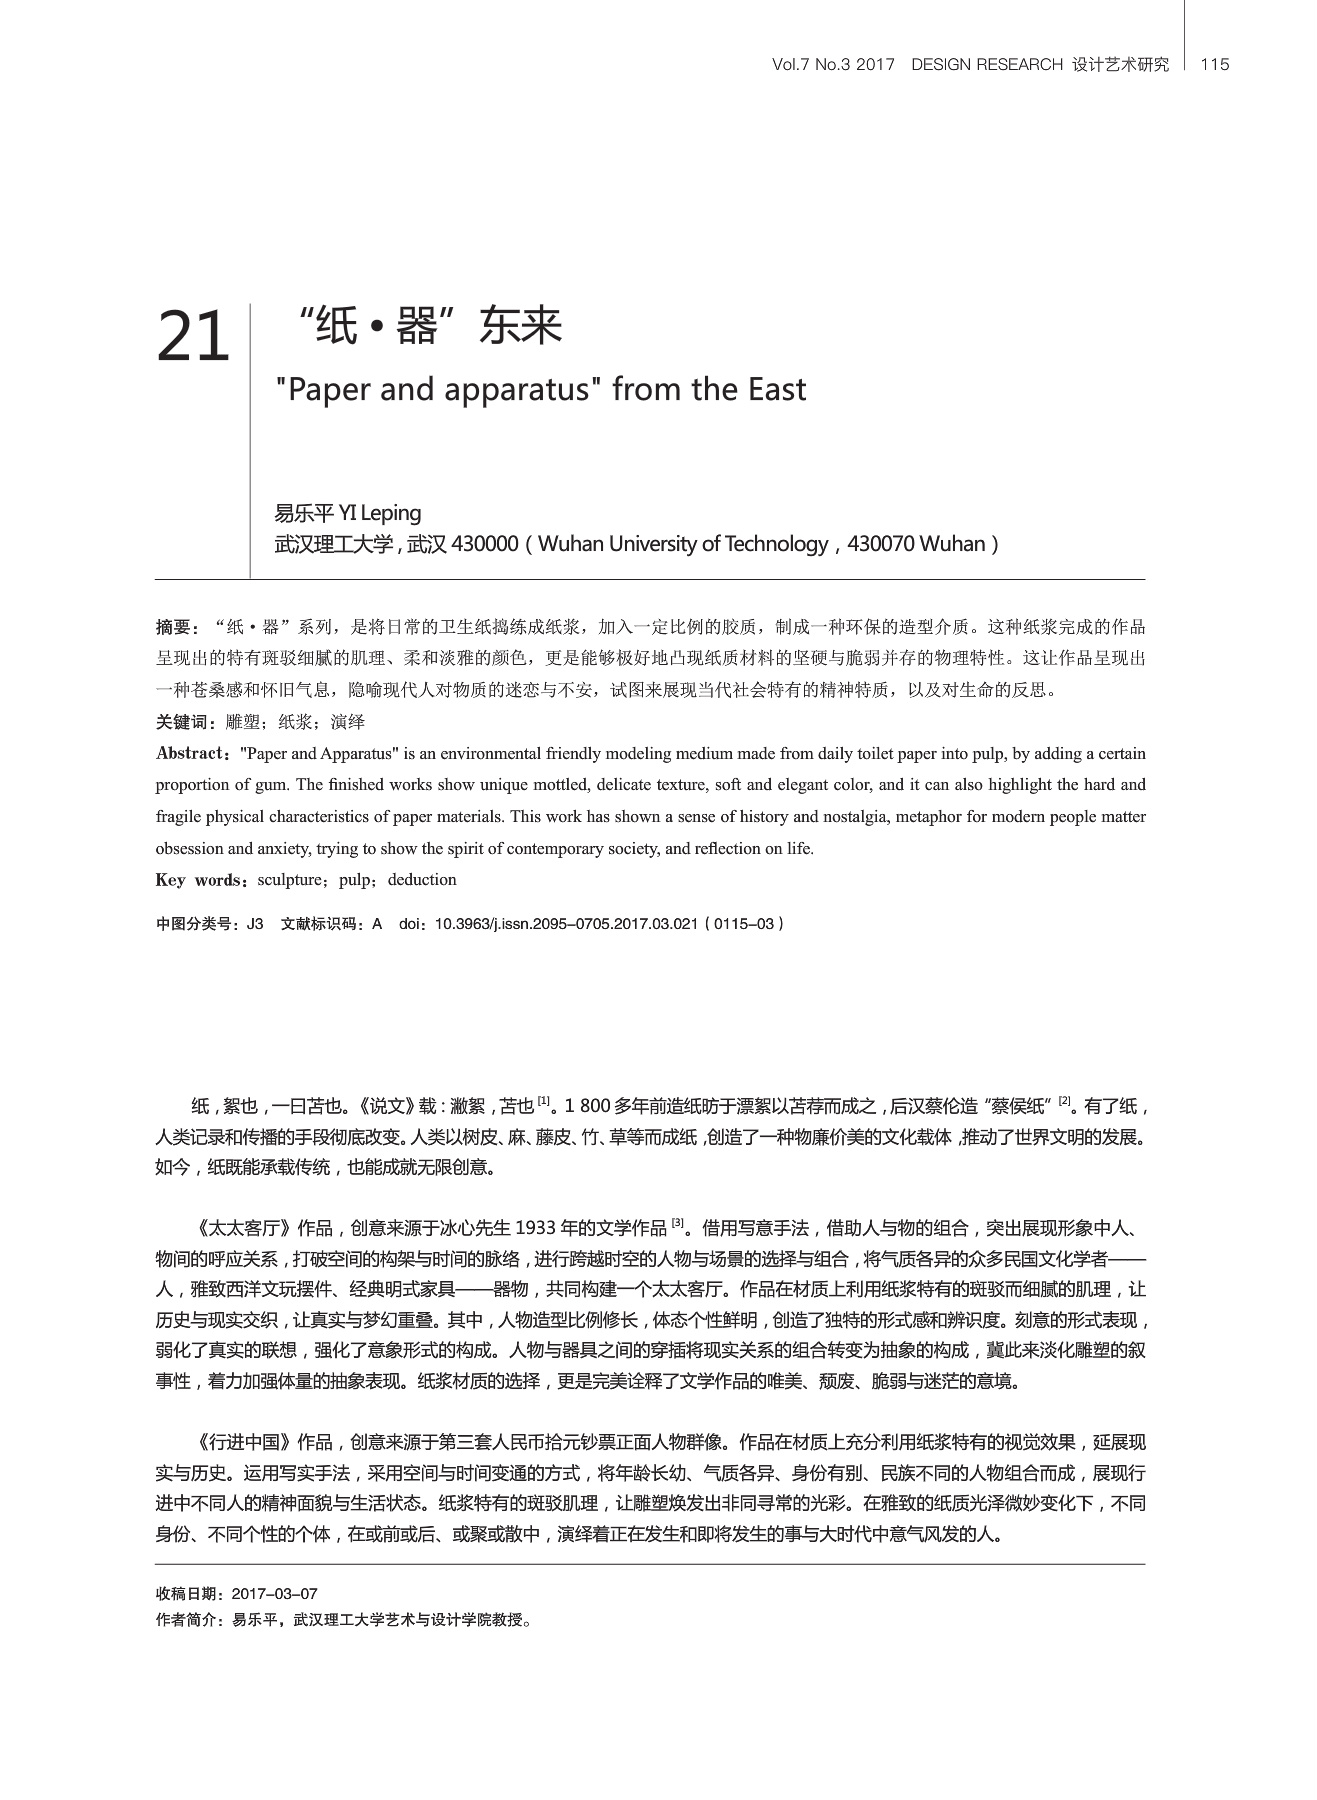 Vol.7 No.3 2017 DESIGN RESEARCH 设计艺术研究 115
21
“纸·器”东来
"Paper and apparatus" from the East
易乐平 YI Leping
武汉理工大学，武汉 430000（Wuhan University of Technology，430070 Wuhan）
摘要：“纸·器”系列，是将日常的卫生纸捣练成纸浆，加入一定比例的胶质，制成一种环保的造型介质。这种纸浆完成的作品
呈现出的特有斑驳细腻的肌理、柔和淡雅的颜色，更是能够极好地凸现纸质材料的坚硬与脆弱并存的物理特性。这让作品呈现出
一种苍桑感和怀旧气息，隐喻现代人对物质的迷恋与不安，试图来展现当代社会特有的精神特质，以及对生命的反思。
关键词：雕塑；纸浆；演绎
Abstract："Paper and Apparatus" is an environmental friendly modeling medium made from daily toilet paper into pulp, by adding a certain
proportion of gum. The finished works show unique mottled, delicate texture, soft and elegant color, and it can also highlight the hard and
fragile physical characteristics of paper materials. This work has shown a sense of history and nostalgia, metaphor for modern people matter
obsession and anxiety, trying to show the spirit of contemporary society, and reflection on life.
Key words：sculpture；pulp；deduction
中图分类号：J3 文献标识码：A doi：10.3963/j.issn.2095-0705.2017.03.021（0115-03）
纸，絮也，一曰苫也。《说文》载：潎絮，苫也[1]。1 800多年前造纸昉于漂絮以苫荐而成之，后汉蔡伦造“蔡侯纸”[2]。有了纸，
人类记录和传播的手段彻底改变。人类以树皮、麻、藤皮、竹、草等而成纸，创造了一种物廉价美的文化载体，推动了世界文明的发展。
如今，纸既能承载传统，也能成就无限创意。
《太太客厅》作品，创意来源于冰心先生1933年的文学作品[3]。借用写意手法，借助人与物的组合，突出展现形象中人、
物间的呼应关系，打破空间的构架与时间的脉络，进行跨越时空的人物与场景的选择与组合，将气质各异的众多民国文化学者——
人，雅致西洋文玩摆件、经典明式家具——器物，共同构建一个太太客厅。作品在材质上利用纸浆特有的斑驳而细腻的肌理，让
历史与现实交织，让真实与梦幻重叠。其中，人物造型比例修长，体态个性鲜明，创造了独特的形式感和辨识度。刻意的形式表现，
弱化了真实的联想，强化了意象形式的构成。人物与器具之间的穿插将现实关系的组合转变为抽象的构成，冀此来淡化雕塑的叙
事性，着力加强体量的抽象表现。纸浆材质的选择，更是完美诠释了文学作品的唯美、颓废、脆弱与迷茫的意境。
《行进中国》作品，创意来源于第三套人民币拾元钞票正面人物群像。作品在材质上充分利用纸浆特有的视觉效果，延展现
实与历史。运用写实手法，采用空间与时间变通的方式，将年龄长幼、气质各异、身份有别、民族不同的人物组合而成，展现行
进中不同人的精神面貌与生活状态。纸浆特有的斑驳肌理，让雕塑焕发出非同寻常的光彩。在雅致的纸质光泽微妙变化下，不同
身份、不同个性的个体，在或前或后、或聚或散中，演绎着正在发生和即将发生的事与大时代中意气风发的人。
收稿日期：2017-03-07
作者简介：易乐平，武汉理工大学艺术与设计学院教授。